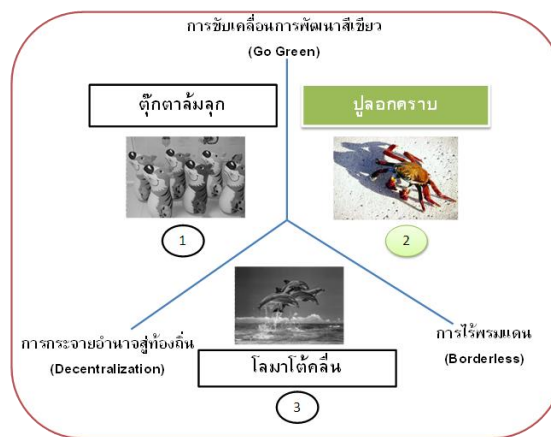 การขับเคลื่อนการพัฒนาสีเขียว
(Go Green)
ตุ๊กตาล้มลุก
ปูลอกคราบ
1
2
การกระจายอำนาจสู่ท้องถิ่น
(Decentralization)
การไร้พรมแดน
(Borderless)
โลมาโต้คลื่น
3